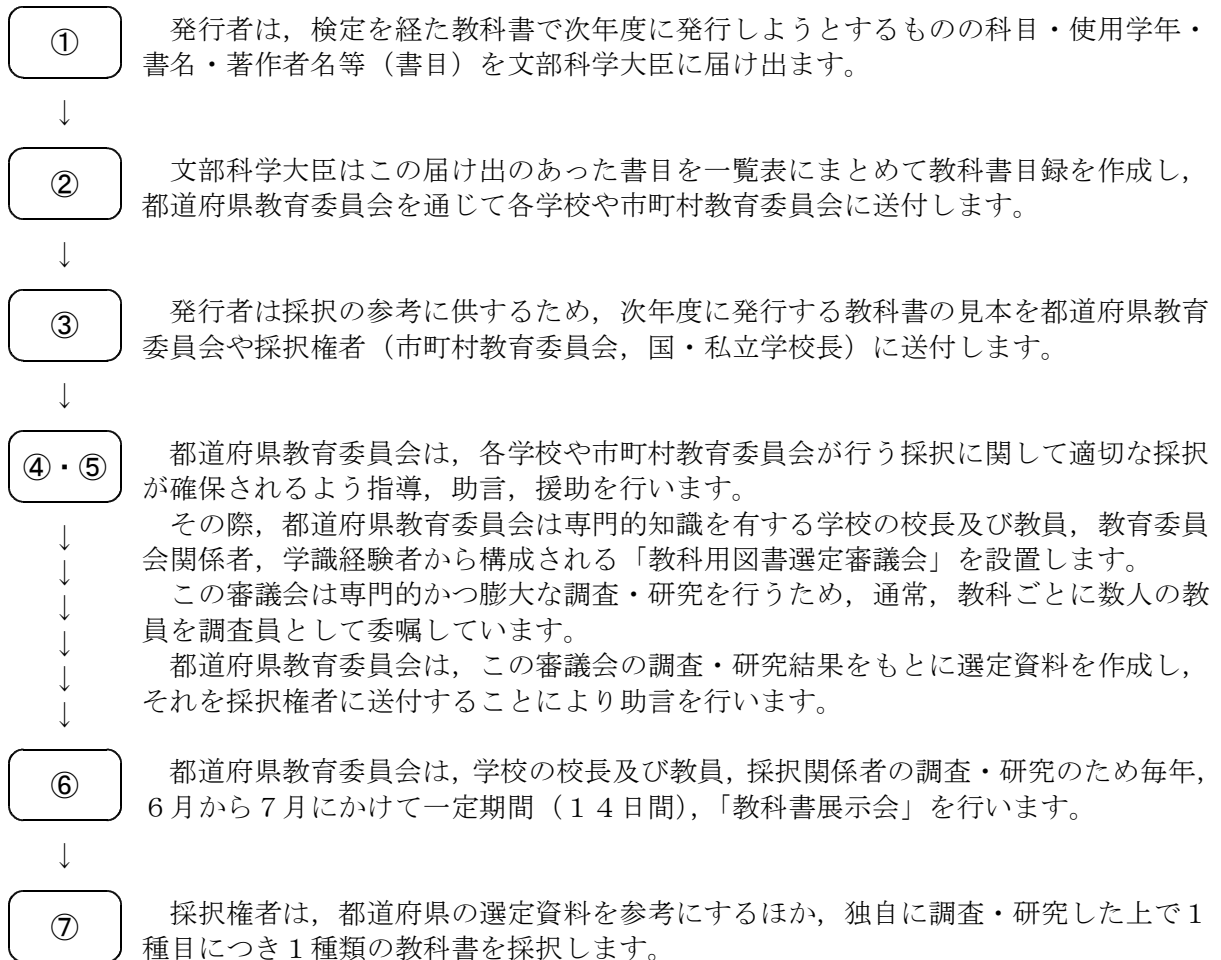 ①
　発行者は，検定を経た教科書で次年度に発行しようとするものの科目・使用学年・
書名・著作者名等（書目）を文部科学大臣に届け出ます。
↓
②
　文部科学大臣はこの届け出のあった書目を一覧表にまとめて教科書目録を作成し，
都道府県教育委員会を通じて各学校や市町村教育委員会に送付します。
↓
③
　発行者は採択の参考に供するため，次年度に発行する教科書の見本を都道府県教育
委員会や採択権者（市町村教育委員会，国・私立学校長）に送付します。
↓
④・⑤
　都道府県教育委員会は，各学校や市町村教育委員会が行う採択に関して適切な採択
が確保されるよう指導，助言，援助を行います。
↓　その際，都道府県教育委員会は専門的知識を有する学校の校長及び教員，教育委員
↓会関係者，学識経験者から構成される「教科用図書選定審議会」を設置します。
↓　この審議会は専門的かつ膨大な調査・研究を行うため，通常，教科ごとに数人の教
↓員を調査員として委嘱しています。
↓　都道府県教育委員会は，この審議会の調査・研究結果をもとに選定資料を作成し，
↓それを採択権者に送付することにより助言を行います。
⑥
　都道府県教育委員会は，学校の校長及び教員，採択関係者の調査・研究のため毎年，
６月から７月にかけて一定期間（１４日間），「教科書展示会」を行います。
↓
⑦
　採択権者は，都道府県の選定資料を参考にするほか，独自に調査・研究した上で１
種目につき１種類の教科書を採択します。